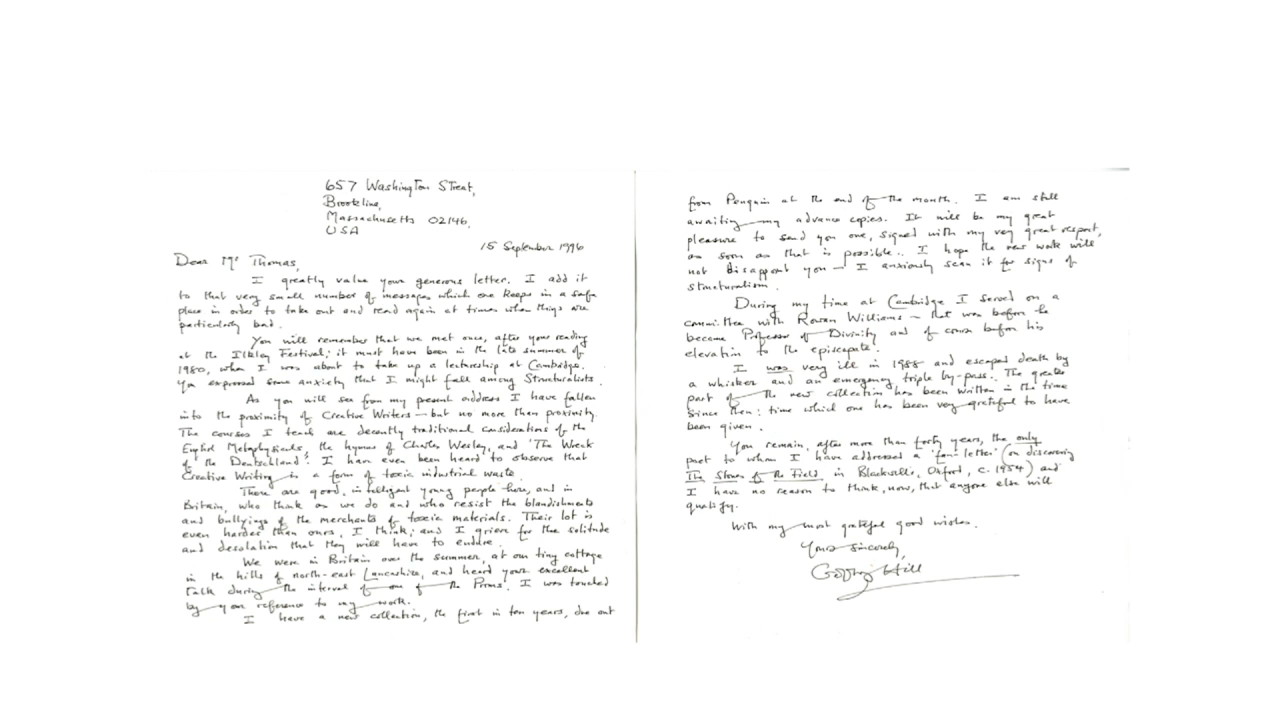 657 Washington Street,
Brookline,
Massachusetts 02146,
USA
15 September 1996
Dear Mr Thomas,
I greatly value your generous letter. I add it
to that very small number of messages which one keeps in a safe
place in order to take out and read again at times when things are
particularly bad.
You will remember that we met once, after your reading
at the Ilkley Festival; it must have been in the late summer of
1980, when I was about to take up a lectureship at Cambridge.
You expressed some anxiety that I might fall among Structuralists.
As you will see from my present address I have fallen
into the proximity of Creative Writers — but no more than proximity.
The courses I teach are decently traditional considerations of the
English Metaphysicals, the hymns of Charles Wesley, and 'The Wreck
of the Deutschland'. I have even been heard to observe that
Creative Writing is a form of toxic industrial waste.
There are good, intelligent young people here, and in
Britain, who think as we do and who resist the blandishments
and bullyings of the merchants of toxic materials. Their lot is
even harder than ours, I think; and I grieve for the solitude
and desolation that they will have to endure.
We were in Britain over the summer, at our tiny cottage
in the hills of north-east Lancashire, and heard your excellent
talk during the interval of one of the Proms. I was touched
by your reference to my work.
I have a new collection, the first in ten years, due out
from Penguin at the end of the month. I am still
awaiting my advance copies. It will be my great
pleasure to send you one, signed with my very great respect,
as soon as that is possible. I hope the new work will
not disappoint you — I anxiously scan it for signs of
structuralism.
During my time at Cambridge I served on a
committee with Rowan Williams — that was before he
became Professor of Divinity and of course before his
elevation to the episcopate.
I was very ill in 1988 and escaped death by
a whisker and an emergency triple by-pass. The greater
part of the new collection has been written in the time
since then: time which one has been very grateful to have
been given.
You remain, after more than forty years, the only
poet to whom I have addressed a 'fan-letter' (on discovering
The Stones of the Field in Blackwell's, Oxford, c. 1954) and
I have no reason to think, now, that anyone else will
qualify.
With my most grateful good wishes,
Yours sincerely,
Geoffrey Hill